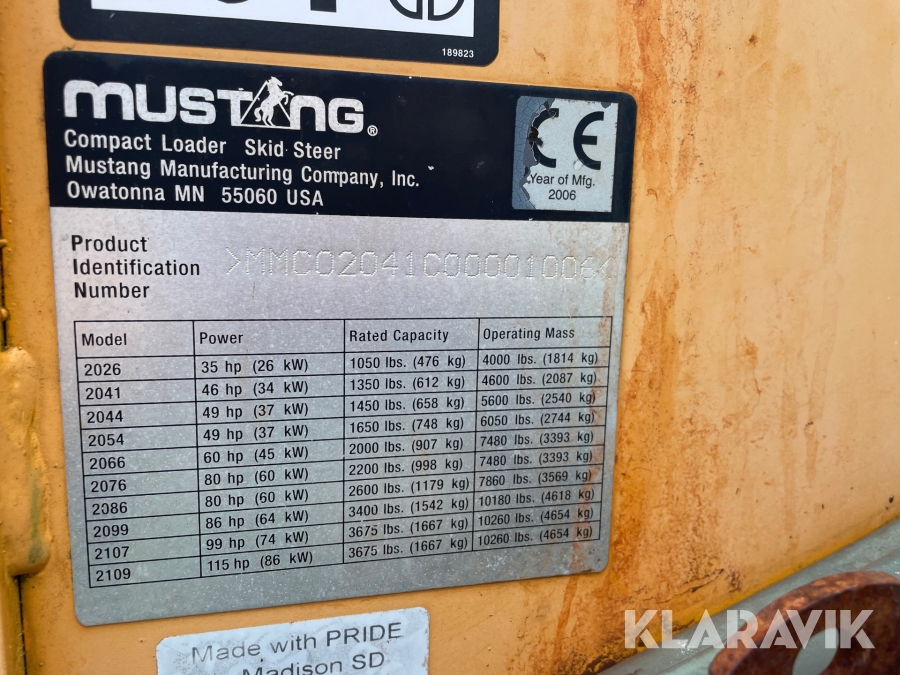 189823
MUSTANG®
Compact Loader Skid Steer
Mustang Manufacturing Company, Inc.
Owatonna MN 55060 USA
CE
Year of Mfg.
2006
Product
Identification
Number
>MMC02041C00001006<
Model Power Rated Capacity Operating Mass
2026 35 hp (26 kW) 1050 lbs. (476 kg) 4000 lbs. (1814 kg)
2041 46 hp (34 kW) 1350 lbs. (612 kg) 4600 lbs. (2087 kg)
2044 49 hp (37 kW) 1450 lbs. (658 kg) 5600 lbs. (2540 kg)
2054 49 hp (37 kW) 1650 lbs. (748 kg) 6050 lbs. (2744 kg)
2066 60 hp (45 kW) 2000 lbs. (907 kg) 7480 lbs. (3393 kg)
2076 80 hp (60 kW) 2200 lbs. (998 kg) 7480 lbs. (3393 kg)
2086 80 hp (60 kW) 2600 lbs. (1179 kg) 7860 lbs. (3569 kg)
2099 86 hp (64 kW) 3400 lbs. (1542 kg) 10180 lbs. (4618 kg)
2107 99 hp (74 kW) 3675 lbs. (1667 kg) 10260 lbs. (4654 kg)
2109 115 hp (86 kW) 3675 lbs. (1667 kg) 10260 lbs. (4654 kg)
Made with PRIDE
Madison SD
KLARAVIK